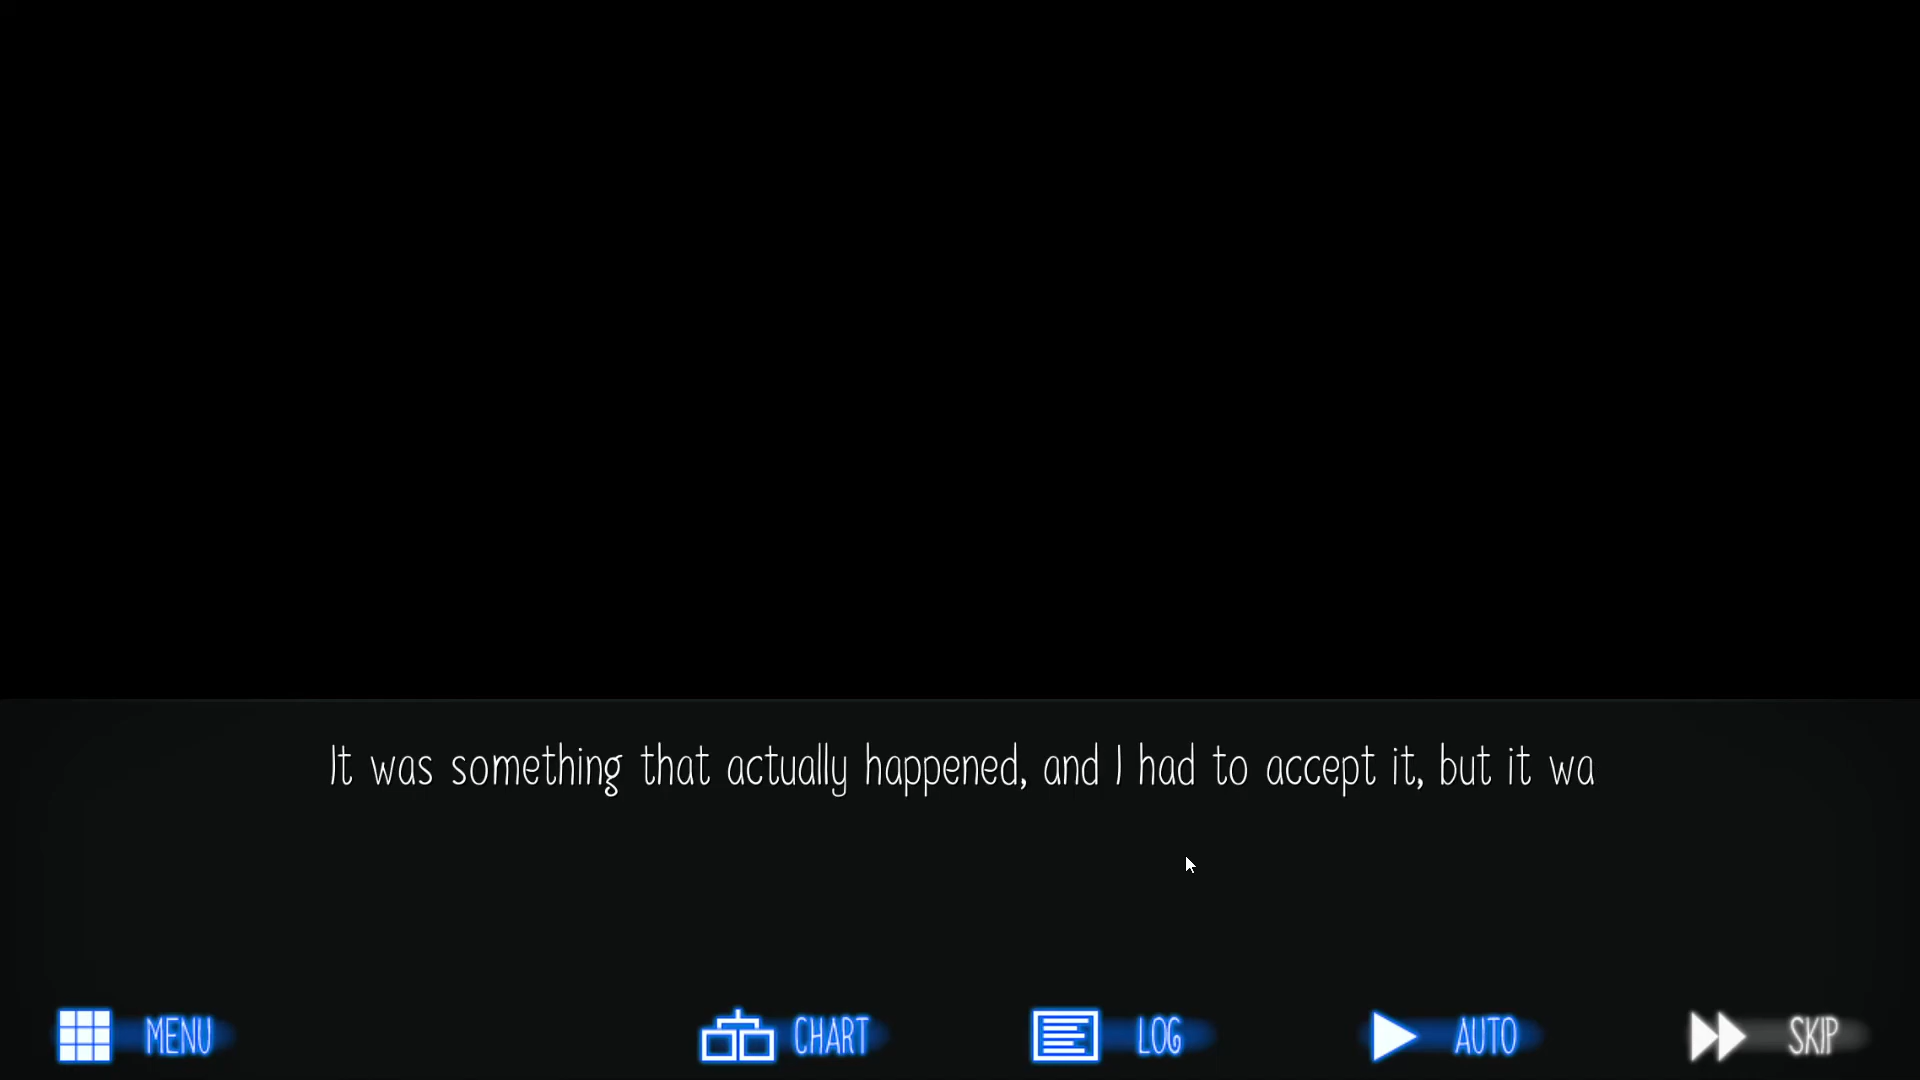 It was something that actually happened, and I had to accept it, but it wa
MENU
CHART
LOG
AUTO
SKIP